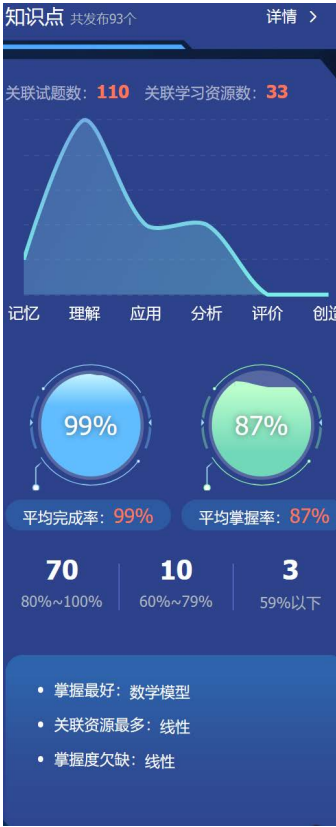 知识点 共发布93个 详情 >
关联试题数：110 关联学习资源数：33
记忆 理解 应用 分析 评价 创造
99% 87%
平均完成率：99% 平均掌握率：87%
70 10 3
80%~100% 60%~79% 59%以下
• 掌握最好：数学模型
• 关联资源最多：线性
• 掌握度欠缺：线性